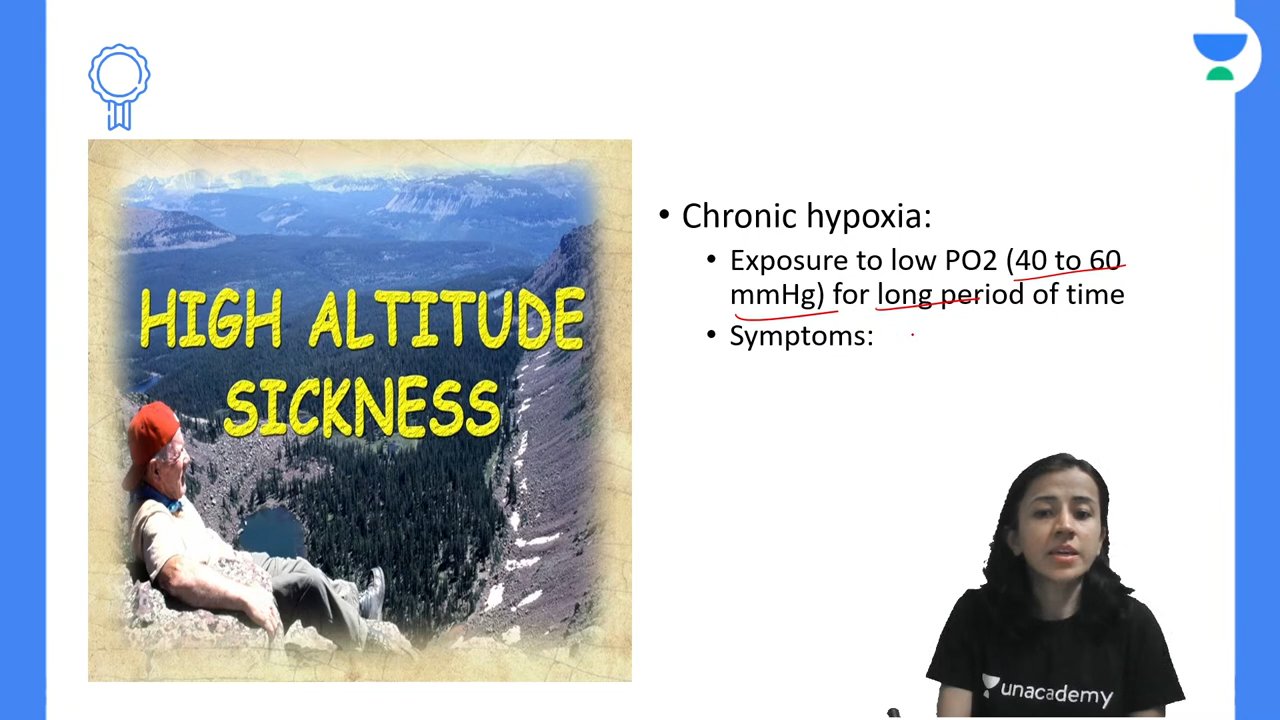 HIGH ALTITUDE
SICKNESS
• Chronic hypoxia:
• Exposure to low PO2 (40 to 60
mmHg) for long period of time
• Symptoms:
unacademy